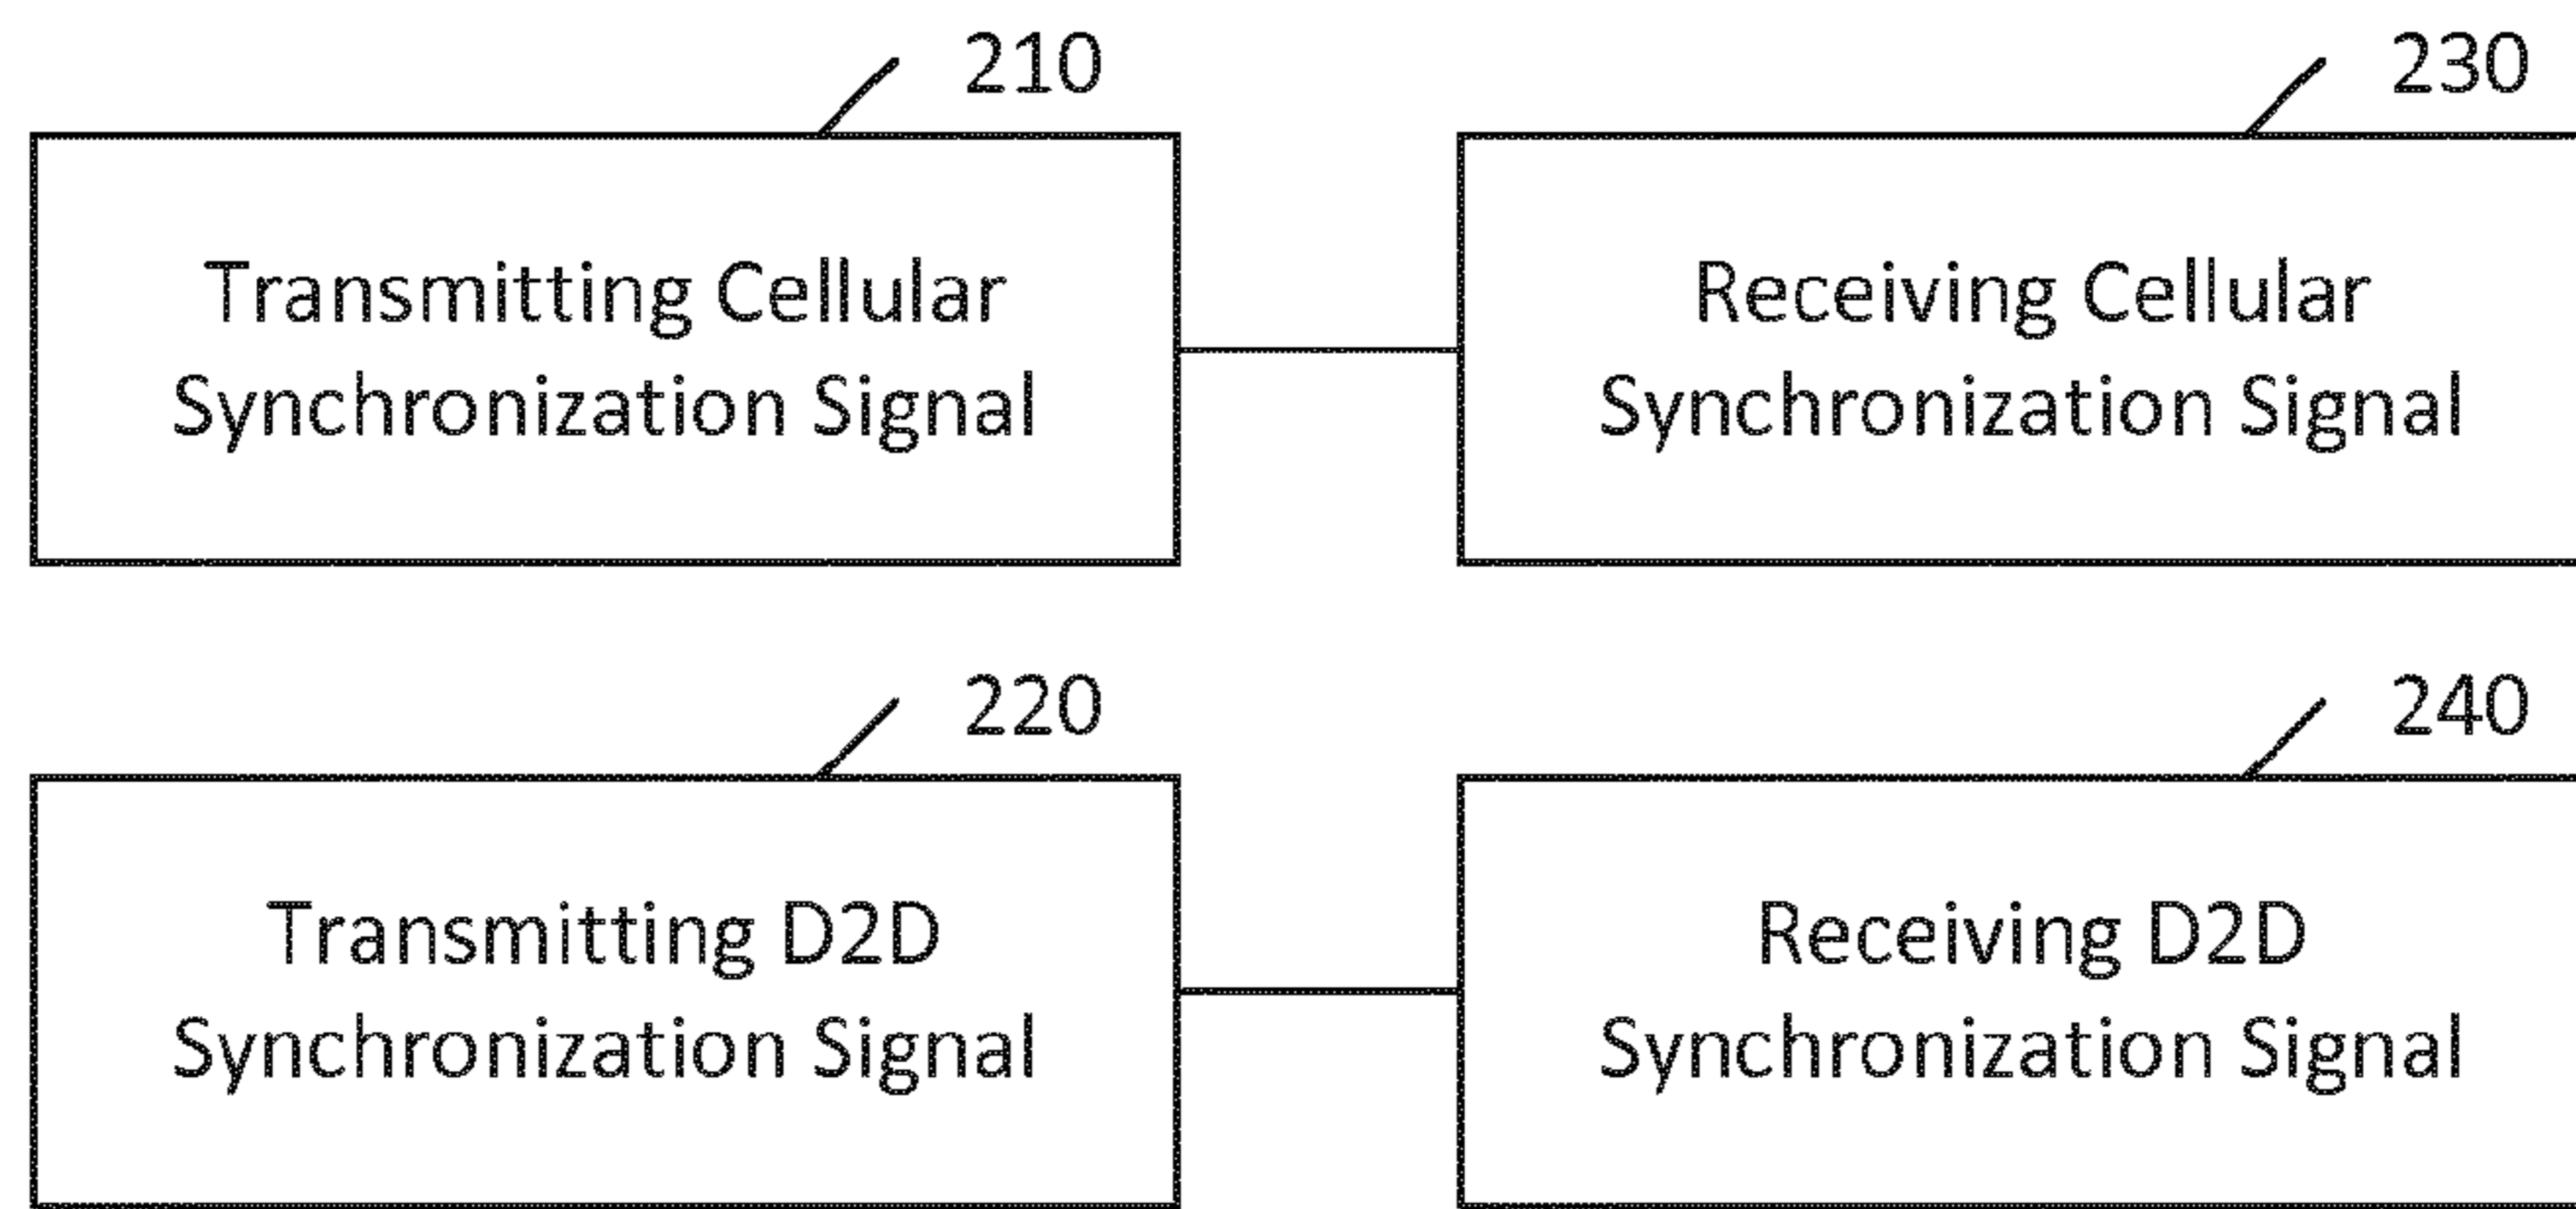 210
Transmitting Cellular
Synchronization Signal
230
Receiving Cellular
Synchronization Signal
220
Transmitting D2D
Synchronization Signal
240
Receiving D2D
Synchronization Signal